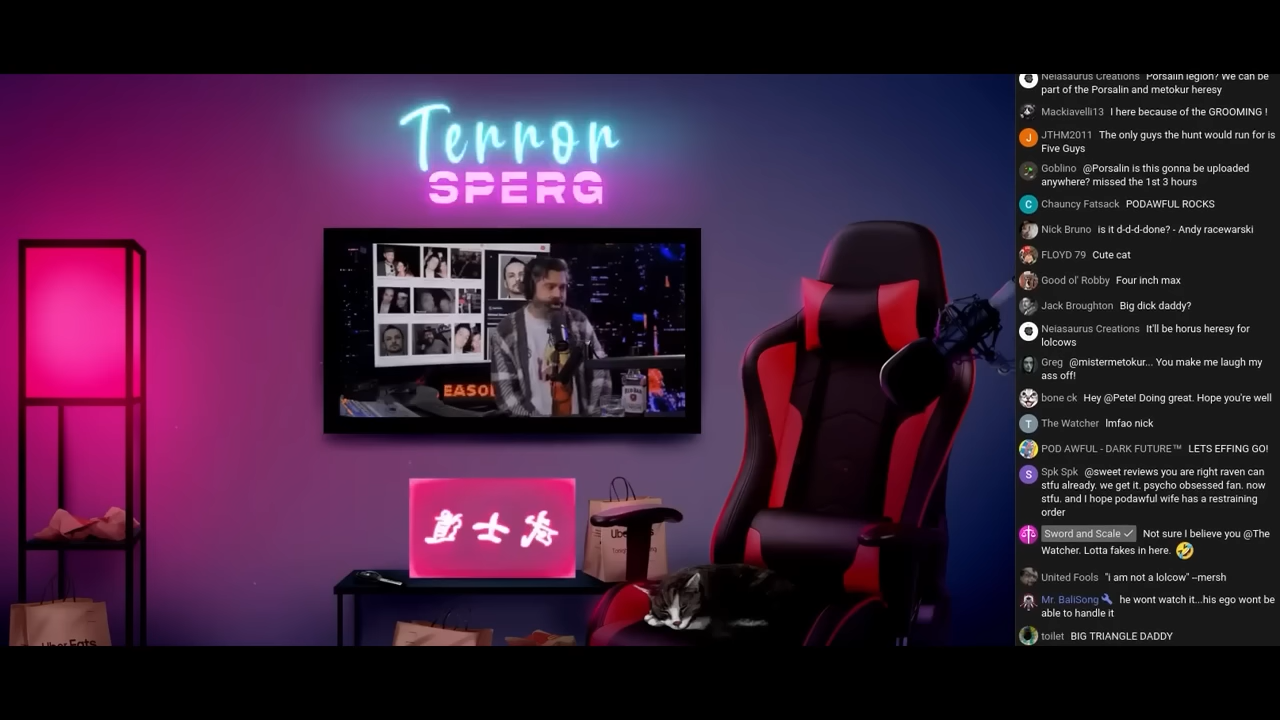 Terror
SPERG
EASO
Uber
Uber Eats
Neiasaurus Creations Porsalin legion? We can be
part of the Porsalin and metokur heresy
Mackiavelli13 I here because of the GROOMING !
J
JTHM2011 The only guys the hunt would run for is
Five Guys
Goblino @Porsalin is this gonna be uploaded
anywhere? missed the 1st 3 hours
C
Chauncy Fatsack PODAWFUL ROCKS
Nick Bruno is it d-d-d-done? - Andy racewarski
FLOYD 79 Cute cat
Good ol' Robby Four inch max
Jack Broughton Big dick daddy?
Neiasaurus Creations It'll be horus heresy for
lolcows
Greg @mistermetokur... You make me laugh my
ass off!
bone ck Hey @Pete! Doing great. Hope you're well
T
The Watcher lmfao nick
POD AWFUL - DARK FUTURE™ LETS EFFING GO!
S
Spk Spk @sweet reviews you are right raven can
stfu already. we get it. psycho obsessed fan. now
stfu. and I hope podawful wife has a restraining
order
Sword and Scale ✓ Not sure I believe you @The
Watcher. Lotta fakes in here. 🤣
United Fools "i am not a lolcow" --mersh
Mr. BaliSong 🔧 he wont watch it...his ego wont be
able to handle it
toilet BIG TRIANGLE DADDY